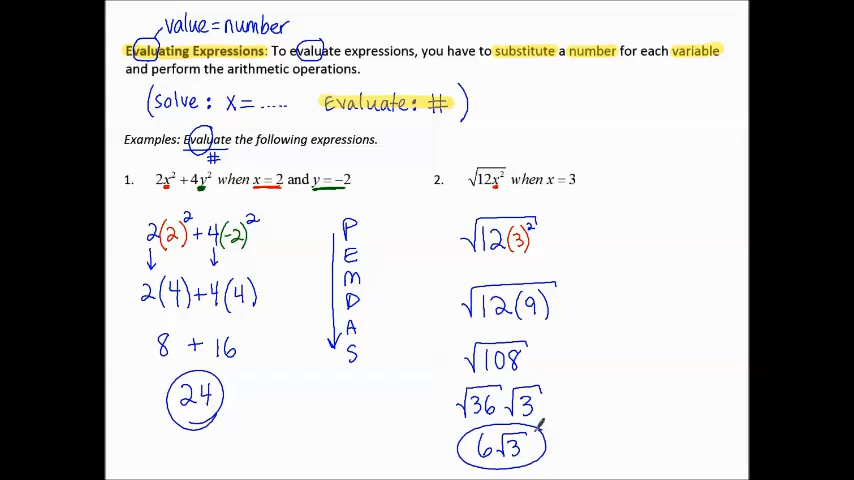 value = number
Evaluating Expressions: To evaluate expressions, you have to substitute a number for each variable
and perform the arithmetic operations.
(solve: x = ..... Evaluate: #)
Examples: Evaluate the following expressions.
#
1. 2x² + 4y² when x = 2 and y = −2
2(2)² + 4(-2)²
2(4) + 4(4)
8 + 16
24
P
E
M
D
A
S
2. √12x² when x = 3
√12(3)²
√12(9)
√108
√36 √3
6√3